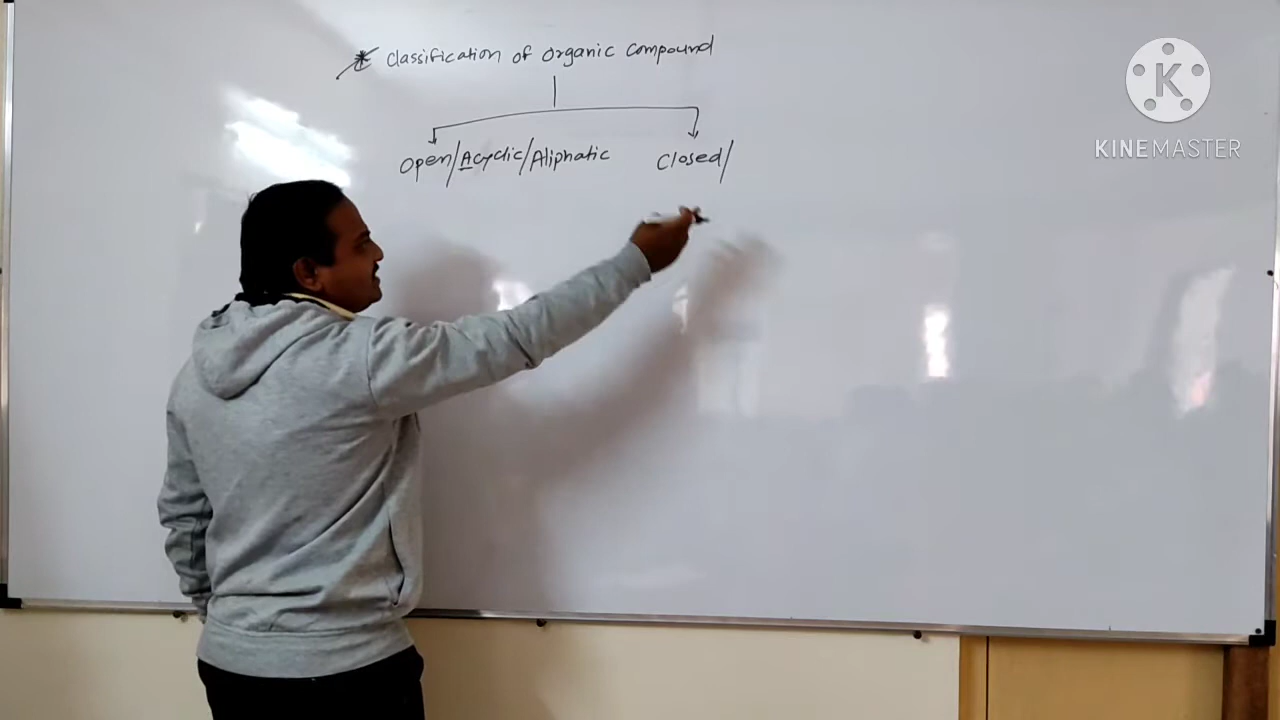 * Classification of Organic Compound
Open/Acyclic/Aliphatic Closed/
K
KINEMASTER